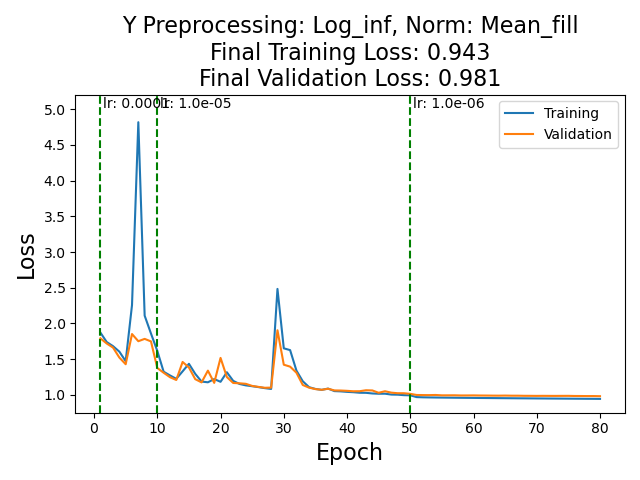 Y Preprocessing: Log_inf, Norm: Mean_fill
Final Training Loss: 0.943
Final Validation Loss: 0.981
lr: 0.0001
lr: 1.0e-05
lr: 1.0e-06
Training
Validation
5.0
4.5
4.0
3.5
3.0
2.5
2.0
1.5
1.0
Loss
0
10
20
30
40
50
60
70
80
Epoch